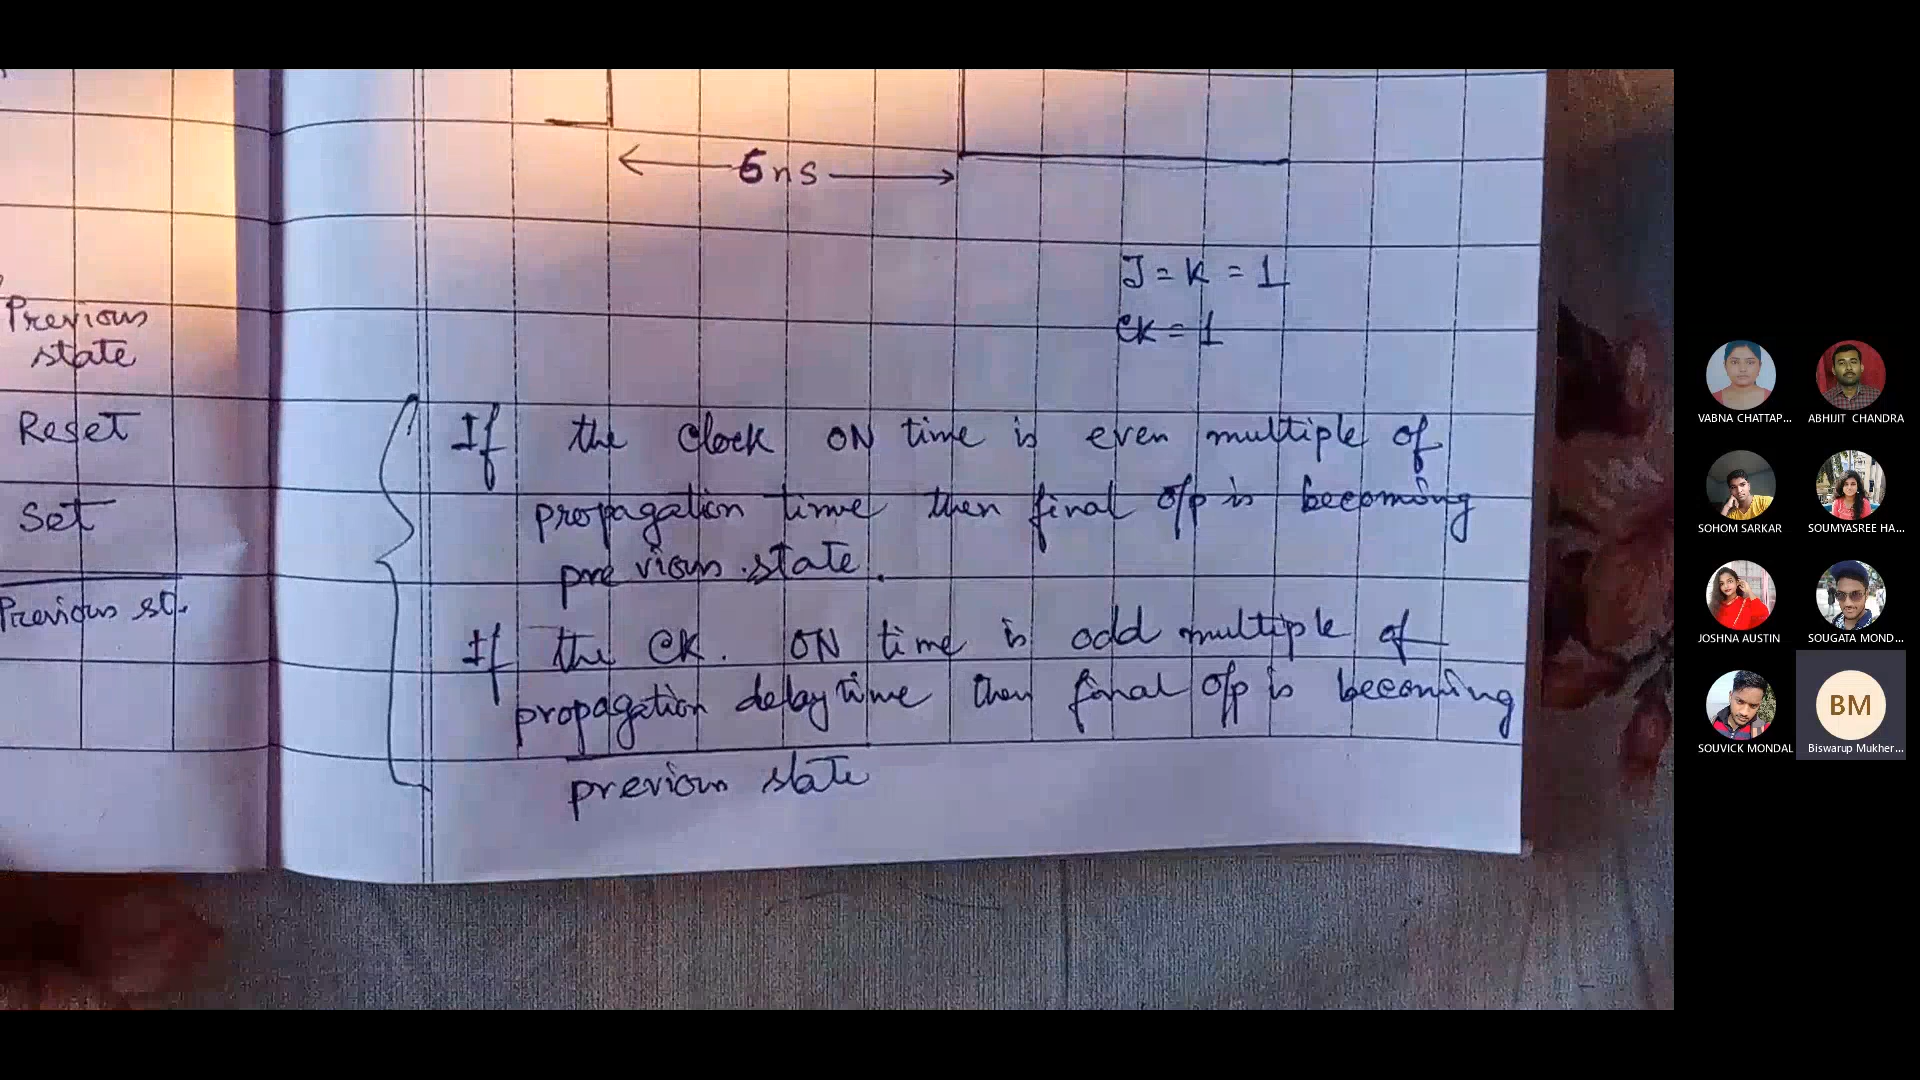 Previous
state
Reset
Set
Previous st.
5ns
J = K = 1
CK = 1
If the Clock ON time is even multiple of
propagation time then final o/p is becoming
previous state.
If the CK. ON time is odd multiple of
propagation delay time then final o/p is becoming
previous state
VABNA CHATTAP...
ABHIJIT CHANDRA
SOHOM SARKAR
SOUMYASREE HA...
JOSHNA AUSTIN
SOUGATA MOND...
SOUVICK MONDAL
BM
Biswarup Mukher...